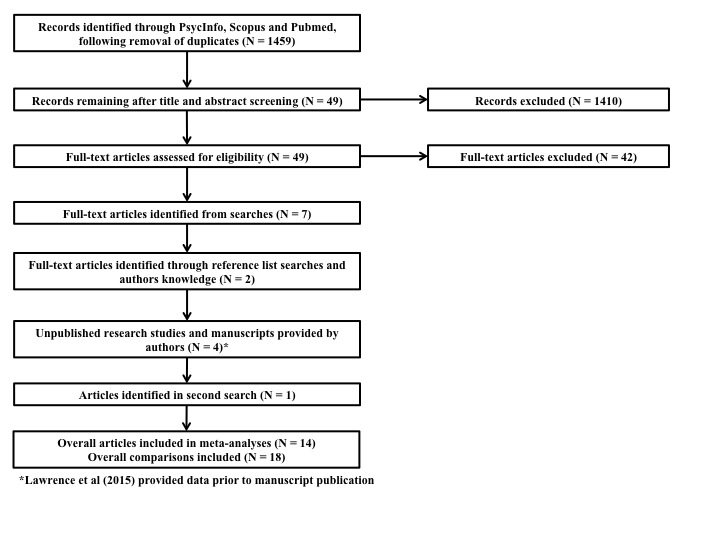 Records identified through PsycInfo, Scopus and Pubmed,
following removal of duplicates (N = 1459)
Records remaining after title and abstract screening (N = 49)
Records excluded (N = 1410)
Full-text articles assessed for eligibility (N = 49)
Full-text articles excluded (N = 42)
Full-text articles identified from searches (N = 7)
Full-text articles identified through reference list searches and
authors knowledge (N = 2)
Unpublished research studies and manuscripts provided by
authors (N = 4)*
Articles identified in second search (N = 1)
Overall articles included in meta-analyses (N = 14)
Overall comparisons included (N = 18)
*Lawrence et al (2015) provided data prior to manuscript publication